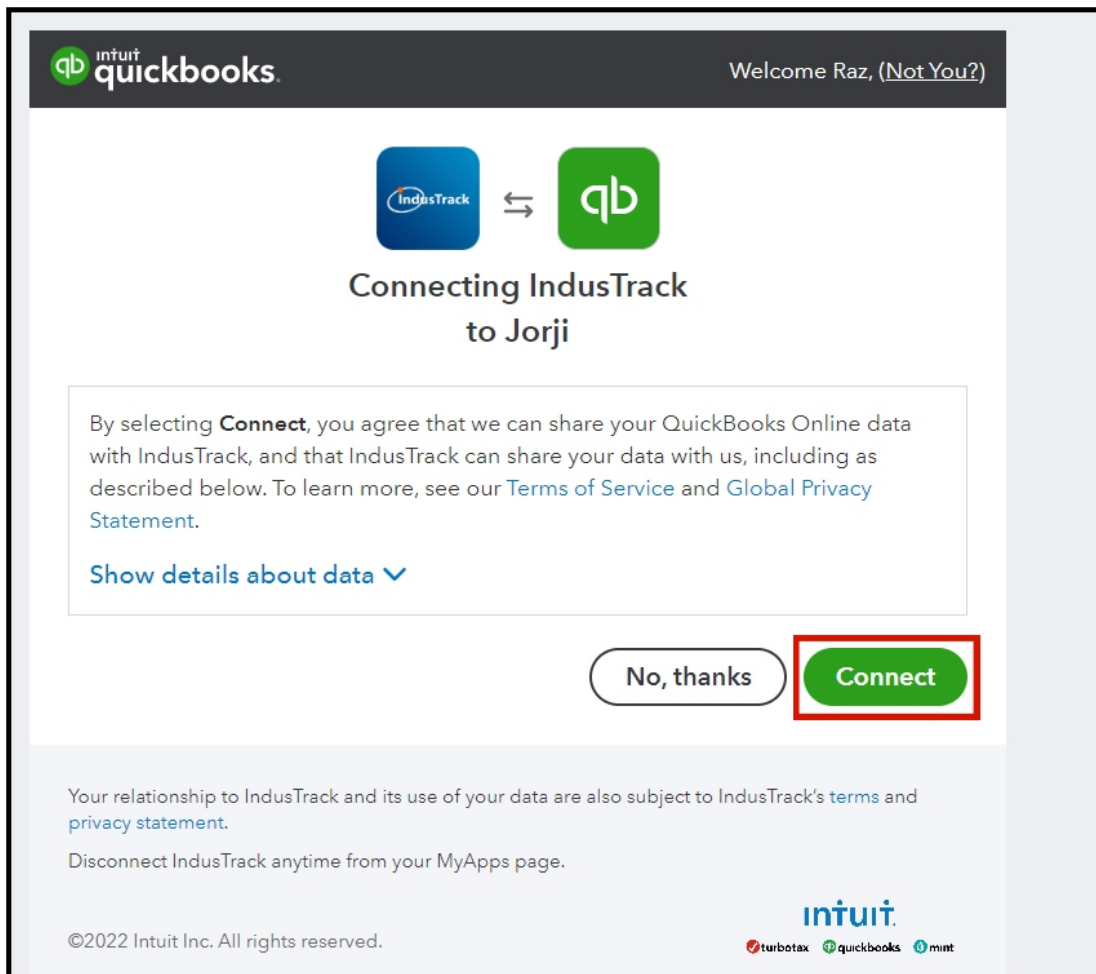 qb intuit quickbooks.
Welcome Raz, (Not You?)
IndusTrack
qb
Connecting IndusTrack
to Jorji
By selecting Connect, you agree that we can share your QuickBooks Online data
with IndusTrack, and that IndusTrack can share your data with us, including as
described below. To learn more, see our Terms of Service and Global Privacy
Statement.
Show details about data
No, thanks
Connect
Your relationship to IndusTrack and its use of your data are also subject to IndusTrack's terms and
privacy statement.
Disconnect IndusTrack anytime from your MyApps page.
©2022 Intuit Inc. All rights reserved.
intuit.
turbotax quickbooks mint